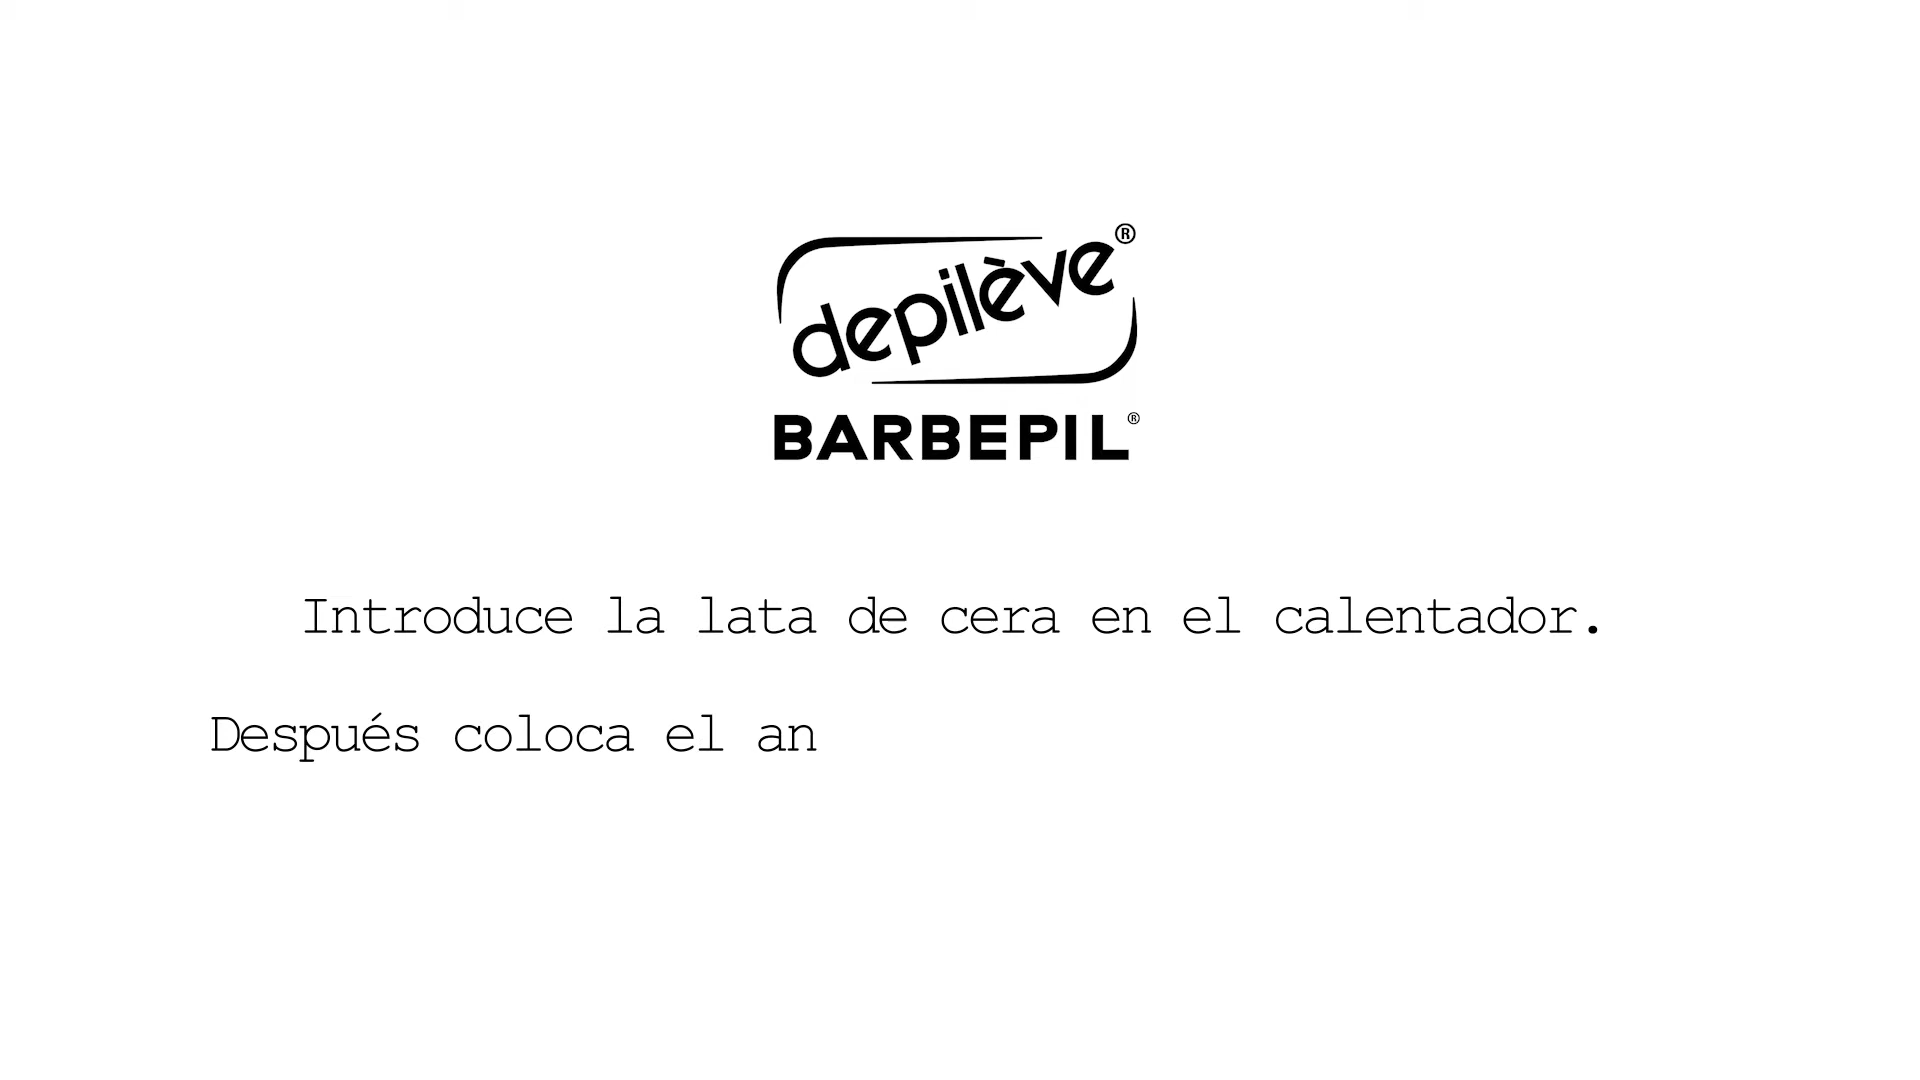 depilève®
BARBEPIL®
Introduce la lata de cera en el calentador.
Después coloca el an